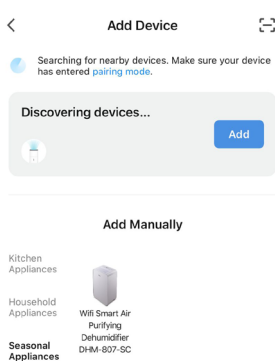 Add Device
Searching for nearby devices. Make sure your device
has entered pairing mode.
Discovering devices...
Add
Add Manually
Kitchen
Appliances
Household
Appliances
Seasonal
Appliances
Wifi Smart Air
Purifying
Dehumidifier
DHM-807-SC